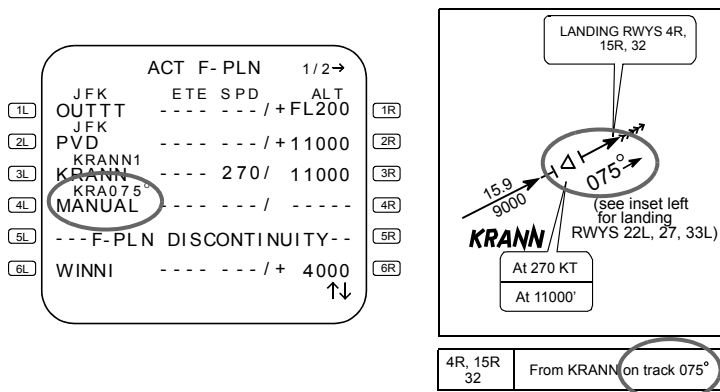 ACT F-PLN 1/2→
JFK ETE SPD ALT
1L OUTTT ---- ---/+FL200 1R
JFK
2L PVD ---- ---/+11000 2R
KRANN1
3L KRANN ---- 270/ 11000 3R
KRA075°
4L MANUAL ---- ---/ ----- 4R
5L ---F-PLN DISCONTINUITY-- 5R
6L WINNI ---- ---/+ 4000 6R
↑↓
LANDING RWYS 4R,
15R, 32
075°
15.9
9000
(see inset left
for landing
RWYS 22L, 27, 33L)
KRANN
At 270 KT
At 11000'
4R, 15R
32
From KRANN on track 075°